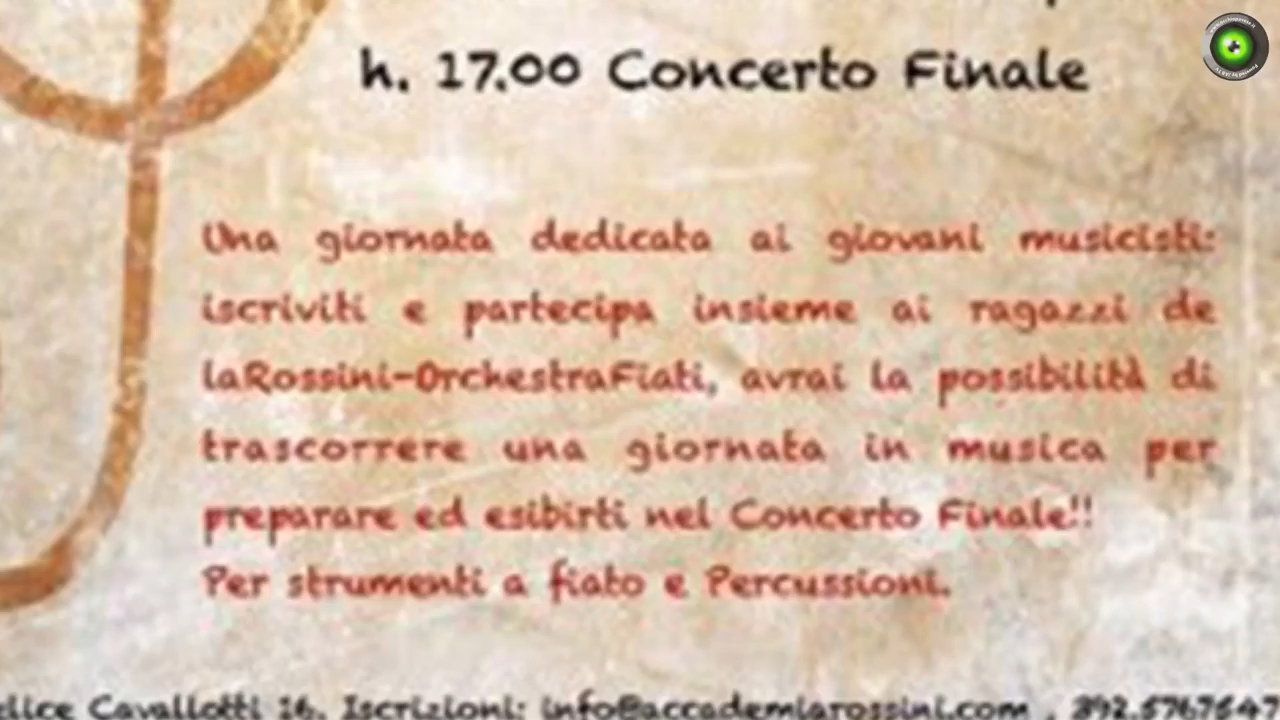 h. 17.00 Concerto Finale
Una giornata dedicata ai giovani musicisti:
iscriviti e partecipa insieme ai ragazzi de
laRossini-OrchestraFiati, avrai la possibilità di
trascorrere una giornata in musica per
preparare ed esibirti nel Concerto Finale!!
Per strumenti a fiato e Percussioni.
elice Cavallotti 16. Iscrizioni: info@accademiarossini.com .